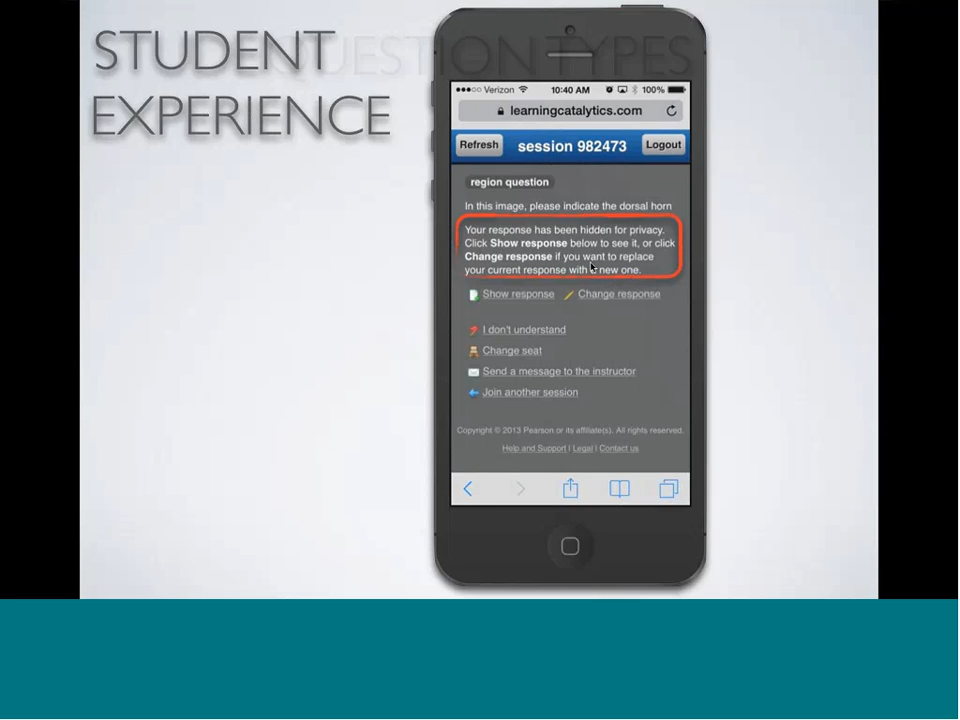 STUDENT
EXPERIENCE
QUESTION TYPES
Verizon 10:40 AM 100%
learningcatalytics.com
Refresh session 982473 Logout
region question
In this image, please indicate the dorsal horn
Your response has been hidden for privacy.
Click Show response below to see it, or click
Change response if you want to replace
your current response with a new one.
Show response Change response
I don't understand
Change seat
Send a message to the instructor
Join another session
Copyright © 2013 Pearson or its affiliate(s). All rights reserved.
Help and Support | Legal | Contact us